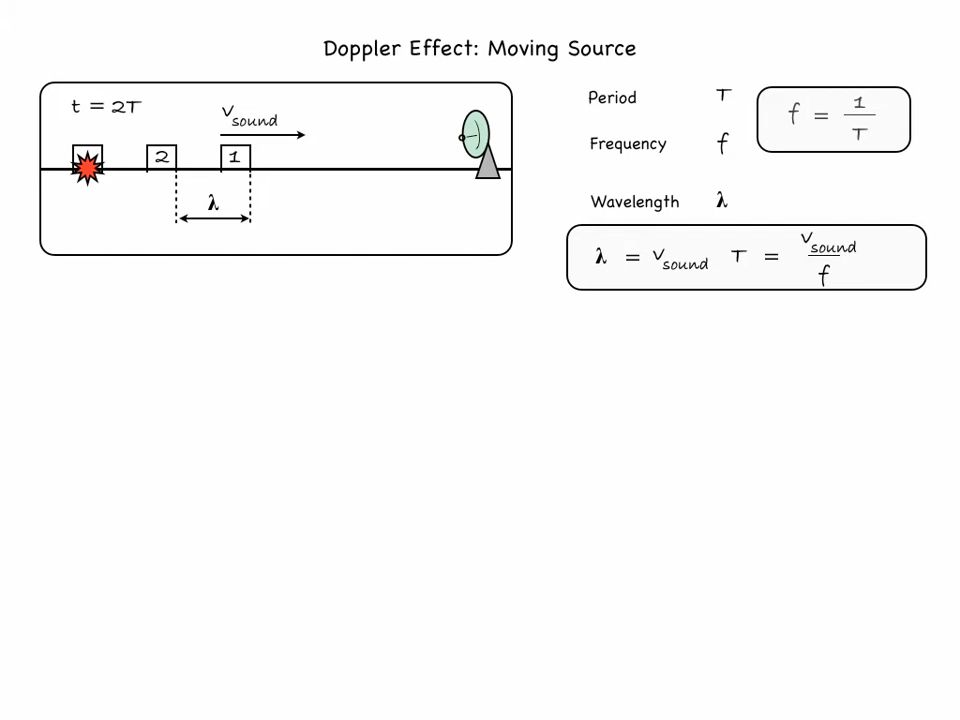 Doppler Effect: Moving Source
t = 2T
v_sound
2
1
λ
Period T
f = 1/T
Frequency f
Wavelength λ
λ = v_sound T = v_sound/f